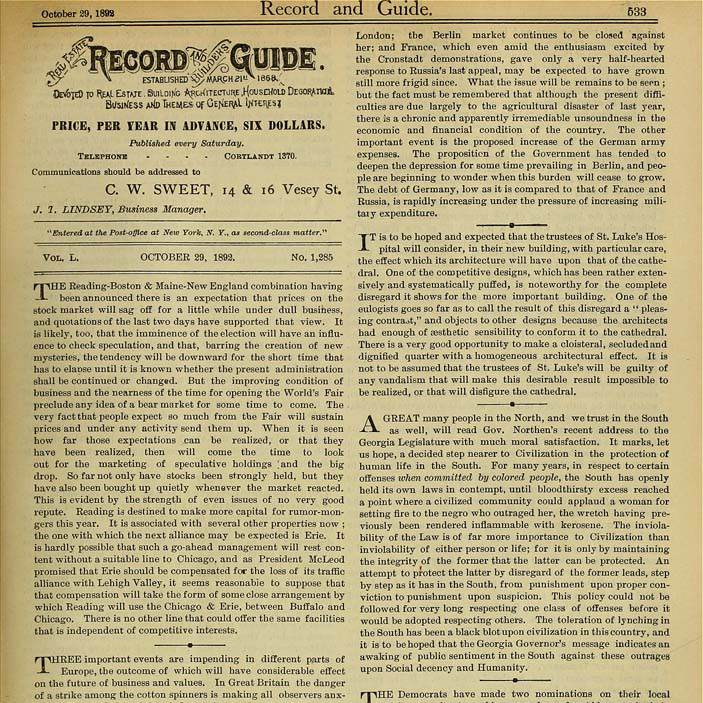 October 29, 1892
Record and Guide.
533
REAL ESTATE RECORD AND BUILDERS GUIDE.
ESTABLISHED MARCH 21ST 1868.
DEVOTED TO REAL ESTATE. BUILDING ARCHITECTURE, HOUSEHOLD DECORATION,
BUSINESS AND THEMES OF GENERAL INTEREST
PRICE, PER YEAR IN ADVANCE, SIX DOLLARS.
Published every Saturday.
TELEPHONE - - - - CORTLANDT 1370.
Communications should be addressed to
C. W. SWEET, 14 & 16 Vesey St.
J. T. LINDSEY, Business Manager.
"Entered at the Post-office at New York, N. Y., as second-class matter."
VOL. L. OCTOBER 29, 1892. No. 1,285
THE Reading-Boston & Maine-New England combination having
been announced there is an expectation that prices on the
stock market will sag off for a little while under dull business,
and quotations of the last two days have supported that view. It
is likely, too, that the imminence of the election will have an influ-
ence to check speculation, and that, barring the creation of new
mysteries, the tendency will be downward for the short time that
has to elapse until it is known whether the present administration
shall be continued or changed. But the improving condition of
business and the nearness of the time for opening the World's Fair
preclude any idea of a bear market for some time to come. The
very fact that people expect so much from the Fair will sustain
prices and under activity send them up. When it is seen
how far those expectations can be realized, or that they
have been realized, then will come the time to look
out for the marketing of speculative holdings and the big
drop. So far not only have stocks been strongly held, but they
have also been bought up quietly whenever the market reacted.
This is evident by the strength of even issues of no very good
repute. Reading is destined to make more capital for rumor-mon-
gers this year. It is associated with several other properties now ;
the one with which the next alliance may be expected is Erie. It
is hardly possible that such a go-ahead management will rest con-
tent without a suitable line to Chicago, and as President McLeod
promised that Erie should be compensated for the loss of its traffic
alliance with Lehigh Valley, it seems reasonable to suppose that
that compensation will take the form of some close arrangement by
which Reading will use the Chicago & Erie, between Buffalo and
Chicago. There is no other line that could offer the same facilities
that is independent of competitive interests.
THREE important events are impending in different parts of
Europe, the outcome of which will have considerable effect
on the future of business and values. In Great Britain the danger
of a strike among the cotton spinners is making all observers anx-
London; the Berlin market continues to be closed against
her; and France, which even amid the enthusiasm excited by
the Cronstadt demonstrations, gave only a very half-hearted
response to Russia's last appeal, may be expected to have grown
still more frigid since. What the issue will be remains to be seen ;
but the fact must be remembered that although the present diffi-
culties are due largely to the agricultural disaster of last year,
there is a chronic and apparently irremediable unsoundness in the
economic and financial condition of the country. The other
important event is the proposed increase of the German army
expenses. The proposition of the Government has tended to
deepen the depression for some time prevailing in Berlin, and peo-
ple are beginning to wonder when this burden will cease to grow.
The debt of Germany, low as it is compared to that of France and
Russia, is rapidly increasing under the pressure of increasing mili-
tary expenditure.
IT is to be hoped and expected that the trustees of St. Luke's Hos-
pital will consider, in their new building, with particular care,
the effect which its architecture will have upon that of the cathe-
dral. One of the competitive designs, which has been rather exten-
sively and systematically puffed, is noteworthy for the complete
disregard it shows for the more important building. One of the
eulogists goes so far as to call the result of this disregard a "pleas-
ing contrast," and objects to other designs because the architects
had enough of æsthetic sensibility to conform it to the cathedral.
There is a very good opportunity to make a cloisteral, secluded and
dignified quarter with a homogeneous architectural effect. It is
not to be assumed that the trustees of St. Luke's will be guilty of
any vandalism that will make this desirable result impossible to
be realized, or that will disfigure the cathedral.
A GREAT many people in the North, and we trust in the South
as well, will read Gov. Northen's recent address to the
Georgia Legislature with much moral satisfaction. It marks, let
us hope, a decided step nearer to Civilization in the protection of
human life in the South. For many years, in respect to certain
offenses when committed by colored people, the South has openly
held its own laws in contempt, until bloodthirsty excess reached
a point where a civilized community could applaud a woman for
setting fire to the negro who outraged her, the wretch having pre-
viously been rendered inflammable with kerosene. The inviola-
bility of the Law is of far more importance to Civilization than
inviolability of either person or life; for it is only by maintaining
the integrity of the former that the latter can be protected. An
attempt to protect the latter by disregard of the former leads, step
by step as it has in the South, from punishment upon proper con-
viction to punishment upon suspicion. This policy could not be
followed for very long respecting one class of offenses before it
would be adopted respecting others. The toleration of lynching in
the South has been a black blot upon civilization in this country, and
it is to be hoped that the Georgia Governor's message indicates an
awaking of public sentiment in the South against these outrages
upon Social decency and Humanity.
THE Democrats have made two nominations on their local